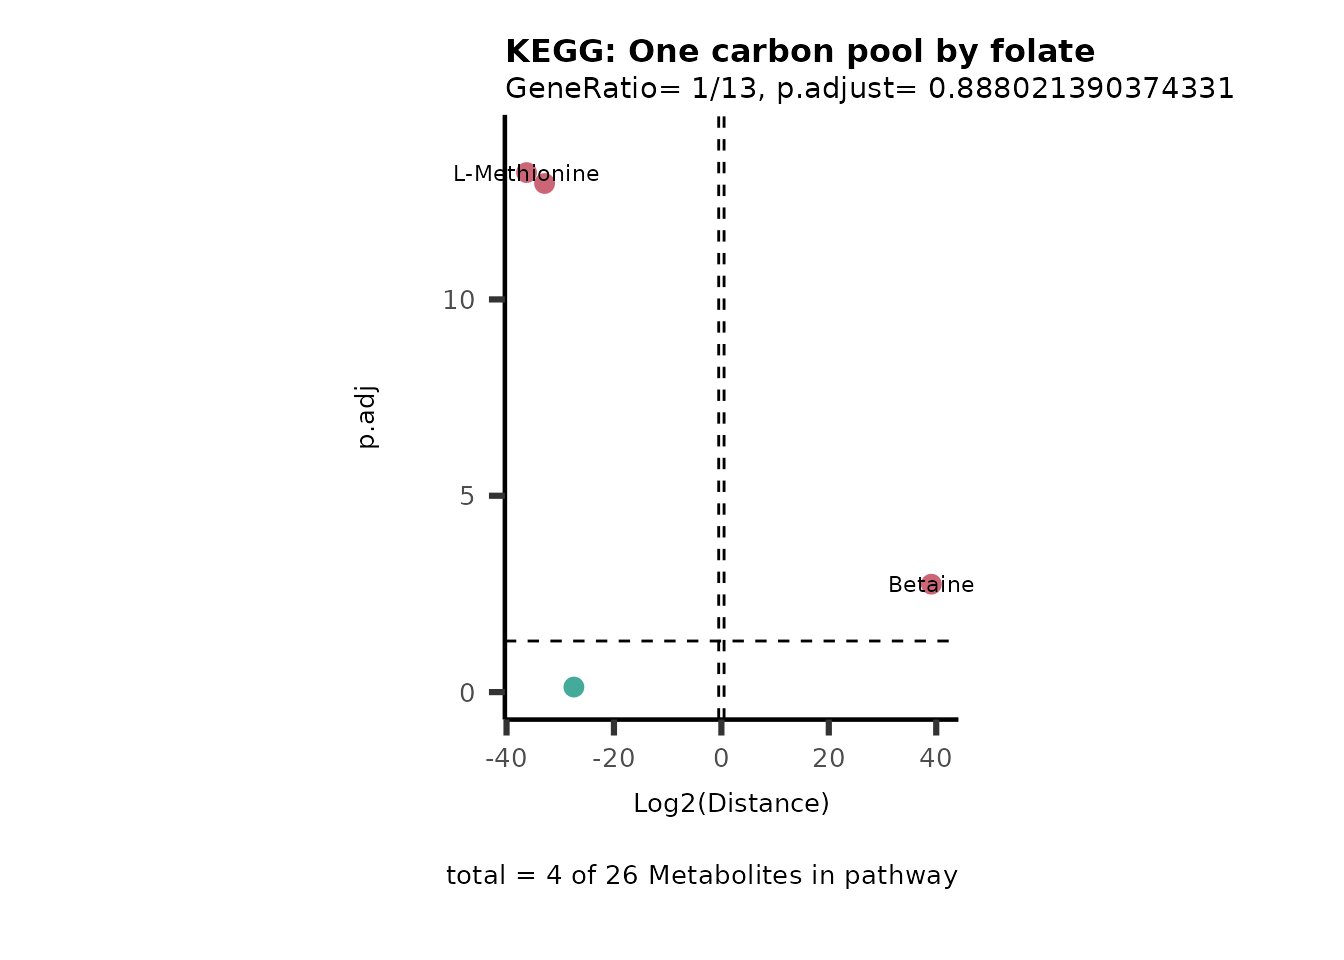 KEGG: One carbon pool by folate
GeneRatio= 1/13, p.adjust= 0.888021390374331
L-Methionine
10
p.adj
5
Betaine
0
-40 -20 0 20 40
Log2(Distance)
total = 4 of 26 Metabolites in pathway